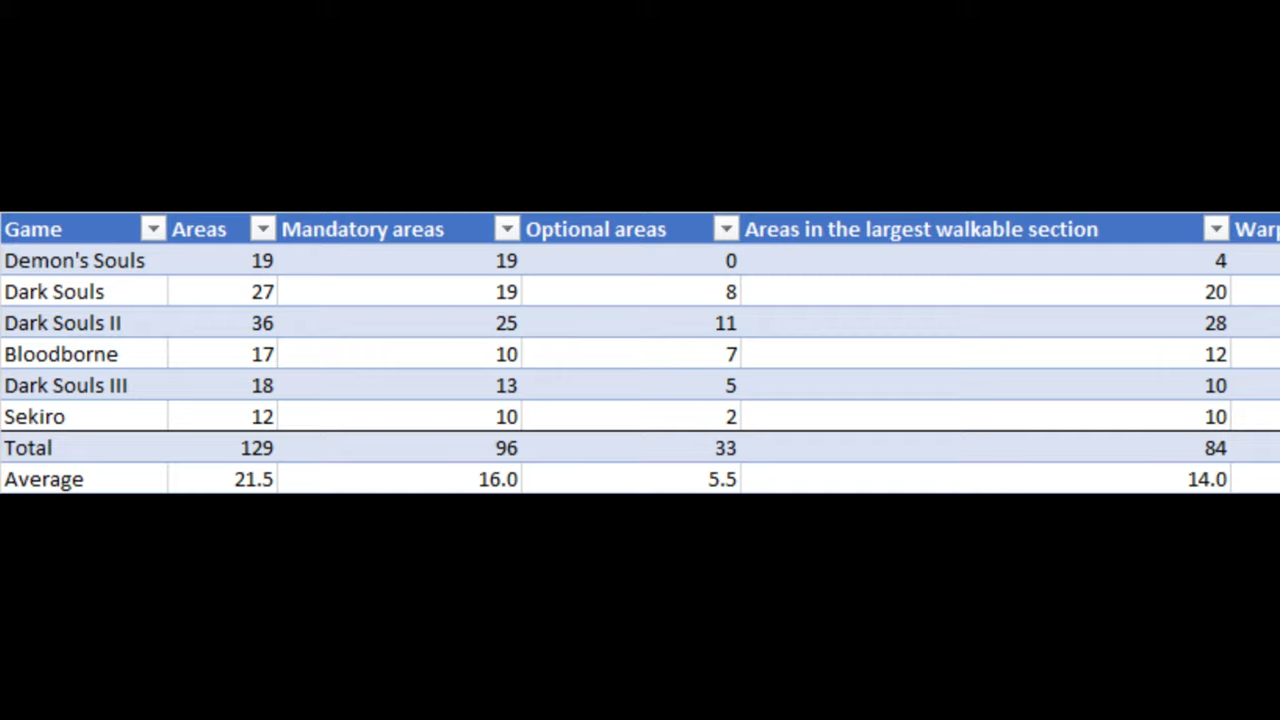 Game Areas Mandatory areas Optional areas Areas in the largest walkable section Warp
Demon's Souls 19 19 0 4
Dark Souls 27 19 8 20
Dark Souls II 36 25 11 28
Bloodborne 17 10 7 12
Dark Souls III 18 13 5 10
Sekiro 12 10 2 10
Total 129 96 33 84
Average 21.5 16.0 5.5 14.0